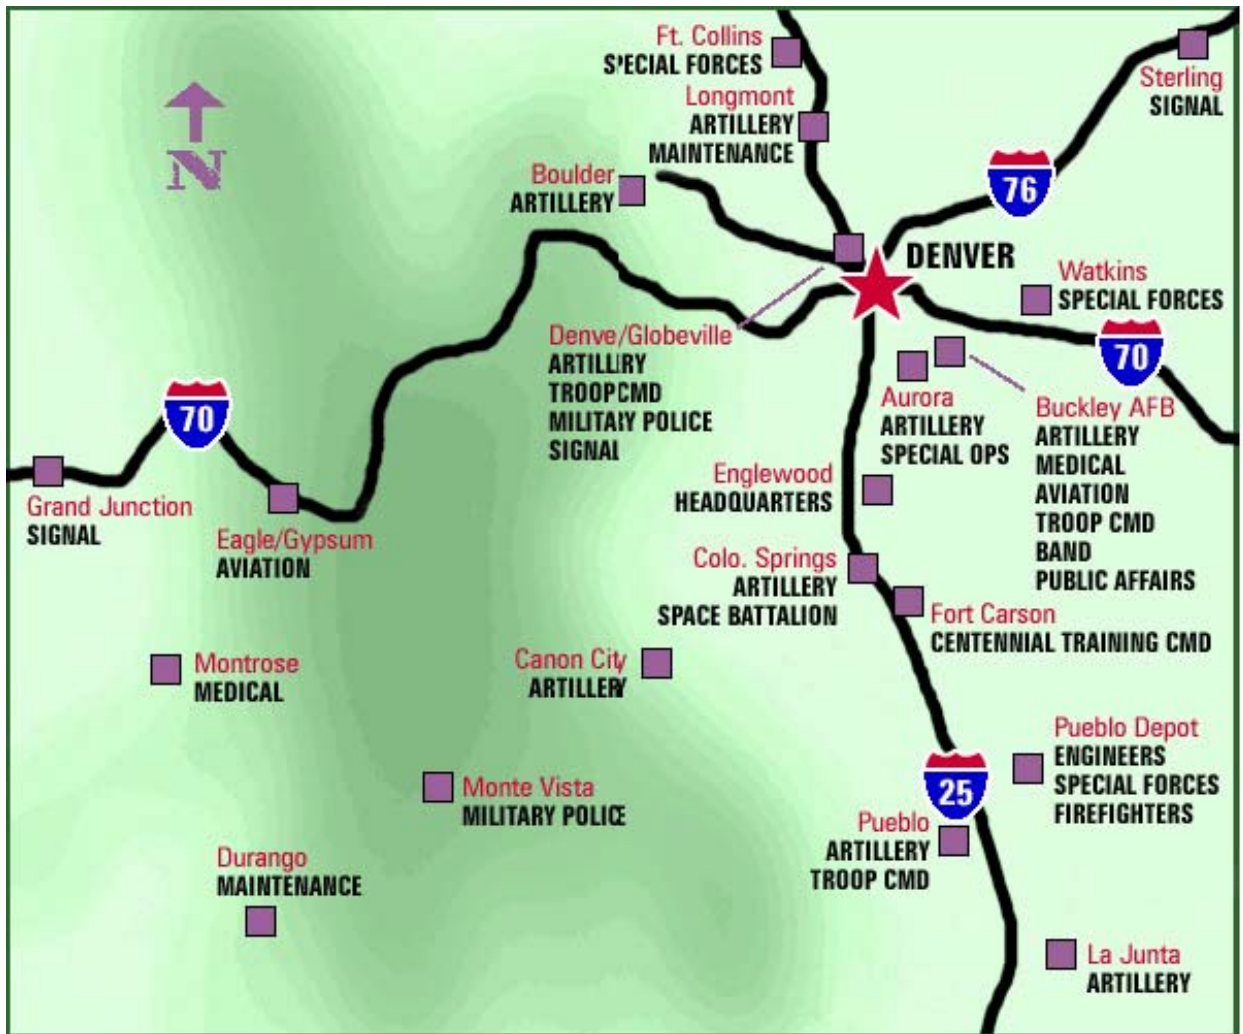 Ft. Collins
SPECIAL FORCES
Sterling
SIGNAL
Longmont
ARTILLERY
MAINTENANCE
N
Boulder
ARTILLERY
76
DENVER
Watkins
SPECIAL FORCES
Denve/Globeville
ARTILLERY
TROOPCMD
MILITARY POLICE
SIGNAL
70
Aurora
ARTILLERY
SPECIAL OPS
Buckley AFB
ARTILLERY
MEDICAL
AVIATION
TROOP CMD
BAND
PUBLIC AFFAIRS
70
Grand Junction
SIGNAL
Eagle/Gypsum
AVIATION
Englewood
HEADQUARTERS
Colo. Springs
ARTILLERY
SPACE BATTALION
Fort Carson
CENTENNIAL TRAINING CMD
Montrose
MEDICAL
Canon City
ARTILLERY
Pueblo Depot
ENGINEERS
SPECIAL FORCES
FIREFIGHTERS
Monte Vista
MILITARY POLICE
25
Pueblo
ARTILLERY
TROOP CMD
Durango
MAINTENANCE
La Junta
ARTILLERY